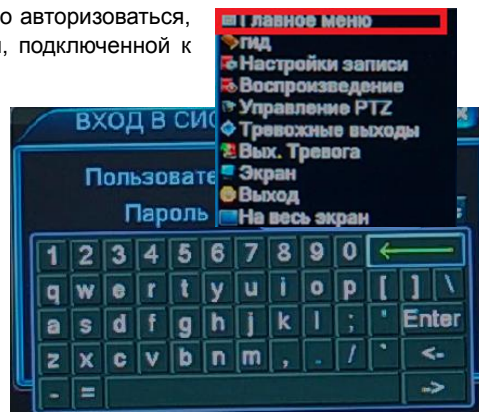 о авторизоваться,
, подключенной к
Главное меню
гид
Настройки записи
Воспроизведение
Управление PTZ
Тревожные выходы
Вых. Тревога
Экран
Выход
На весь экран
ВХОД В СИС
Пользовате
Пароль
1 2 3 4 5 6 7 8 9 0
q w e r t y u i o p [ ] \
a s d f g h j k l ; ' Enter
z x c v b n m , . / ` <-
- = ->